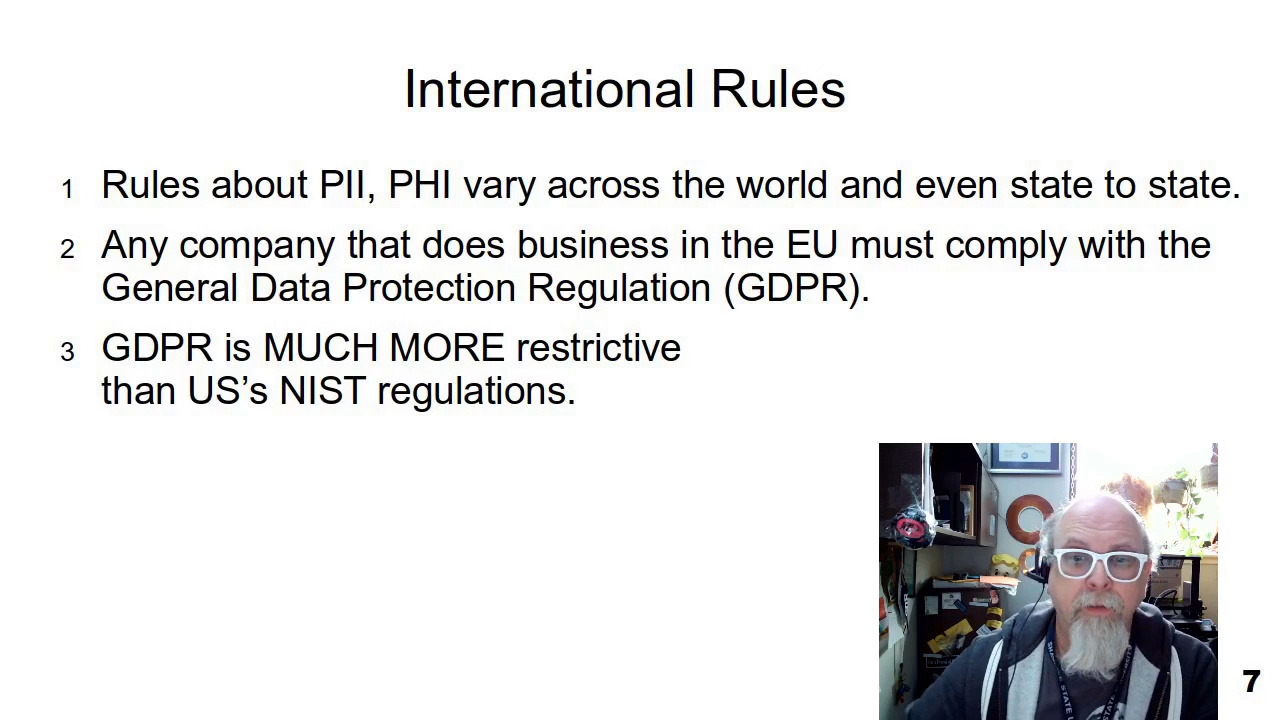 International Rules
1 Rules about PII, PHI vary across the world and even state to state.
2 Any company that does business in the EU must comply with the
General Data Protection Regulation (GDPR).
3 GDPR is MUCH MORE restrictive
than US’s NIST regulations.
STATE
7